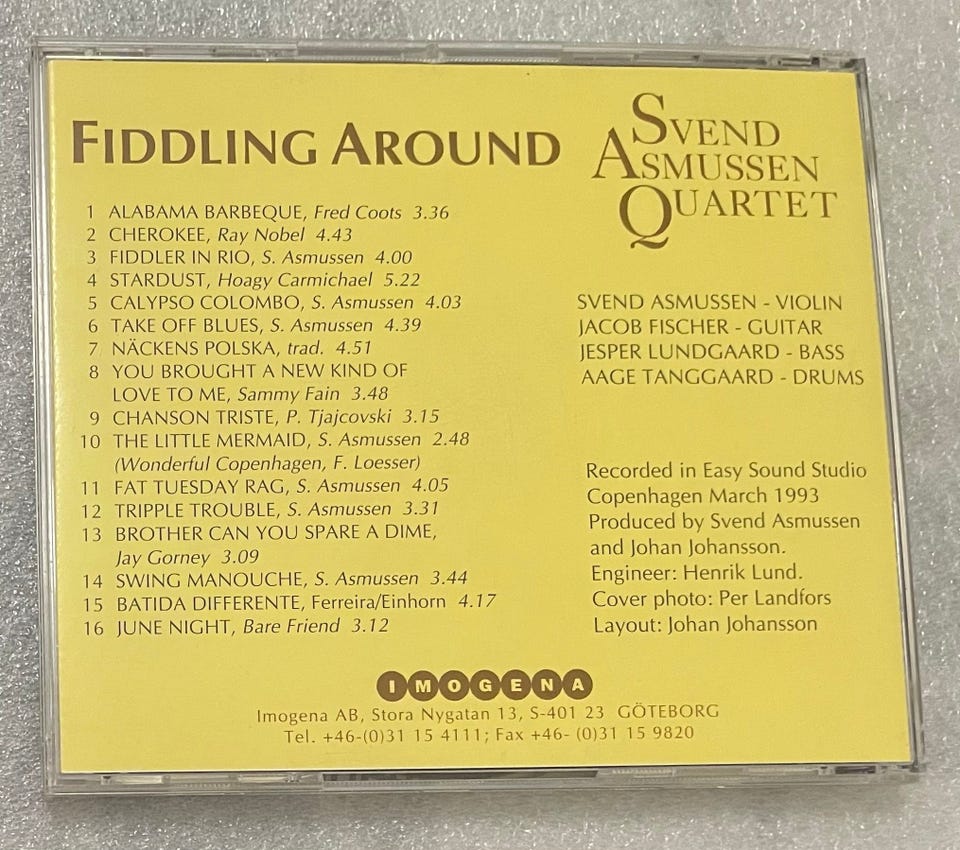 FIDDLING AROUND
1 ALABAMA BARBEQUE, Fred Coots 3.36
2 CHEROKEE, Ray Nobel 4.43
3 FIDDLER IN RIO, S. Asmussen 4.00
4 STARDUST, Hoagy Carmichael 5.22
5 CALYPSO COLOMBO, S. Asmussen 4.03
6 TAKE OFF BLUES, S. Asmussen 4.39
7 NÄCKENS POLSKA, trad. 4.51
8 YOU BROUGHT A NEW KIND OF
LOVE TO ME, Sammy Fain 3.48
9 CHANSON TRISTE, P. Tjajcovski 3.15
10 THE LITTLE MERMAID, S. Asmussen 2.48
(Wonderful Copenhagen, F. Loesser)
11 FAT TUESDAY RAG, S. Asmussen 4.05
12 TRIPPLE TROUBLE, S. Asmussen 3.31
13 BROTHER CAN YOU SPARE A DIME,
Jay Gorney 3.09
14 SWING MANOUCHE, S. Asmussen 3.44
15 BATIDA DIFFERENTE, Ferreira/Einhorn 4.17
16 JUNE NIGHT, Bare Friend 3.12
SVEND
ASMUSSEN
QUARTET
SVEND ASMUSSEN - VIOLIN
JACOB FISCHER - GUITAR
JESPER LUNDGAARD - BASS
AAGE TANGGAARD - DRUMS
Recorded in Easy Sound Studio
Copenhagen March 1993
Produced by Svend Asmussen
and Johan Johansson.
Engineer: Henrik Lund.
Cover photo: Per Landfors
Layout: Johan Johansson
IMOGENA
Imogena AB, Stora Nygatan 13, S-401 23 GÖTEBORG
Tel. +46-(0)31 15 4111; Fax +46- (0)31 15 9820